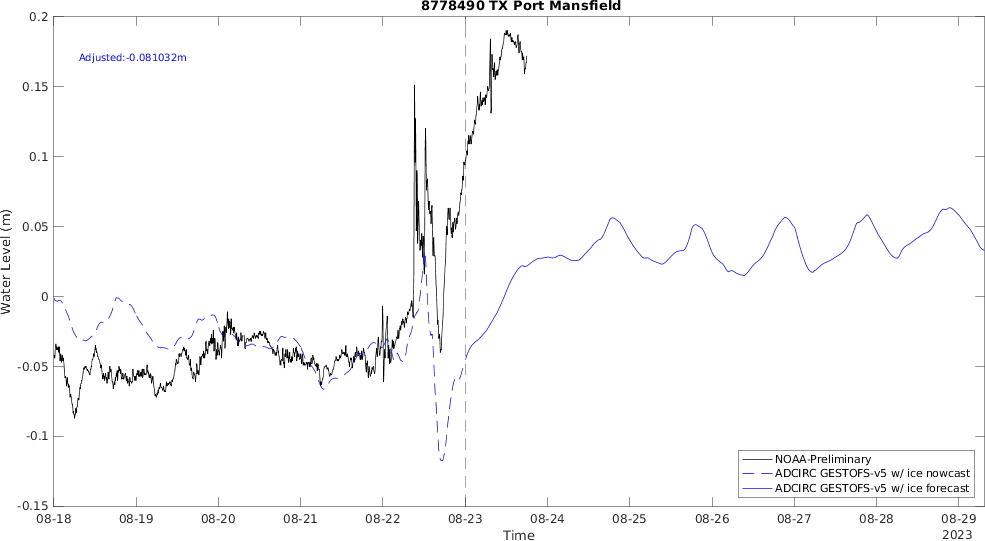 8778490 TX Port Mansfield
Adjusted:-0.081032m
Water Level (m)
0.2
0.15
0.1
0.05
0
-0.05
-0.1
-0.15
NOAA-Preliminary
ADCIRC GESTOFS-v5 w/ ice nowcast
ADCIRC GESTOFS-v5 w/ ice forecast
08-18 08-19 08-20 08-21 08-22 08-23 08-24 08-25 08-26 08-27 08-28 08-29
Time
2023